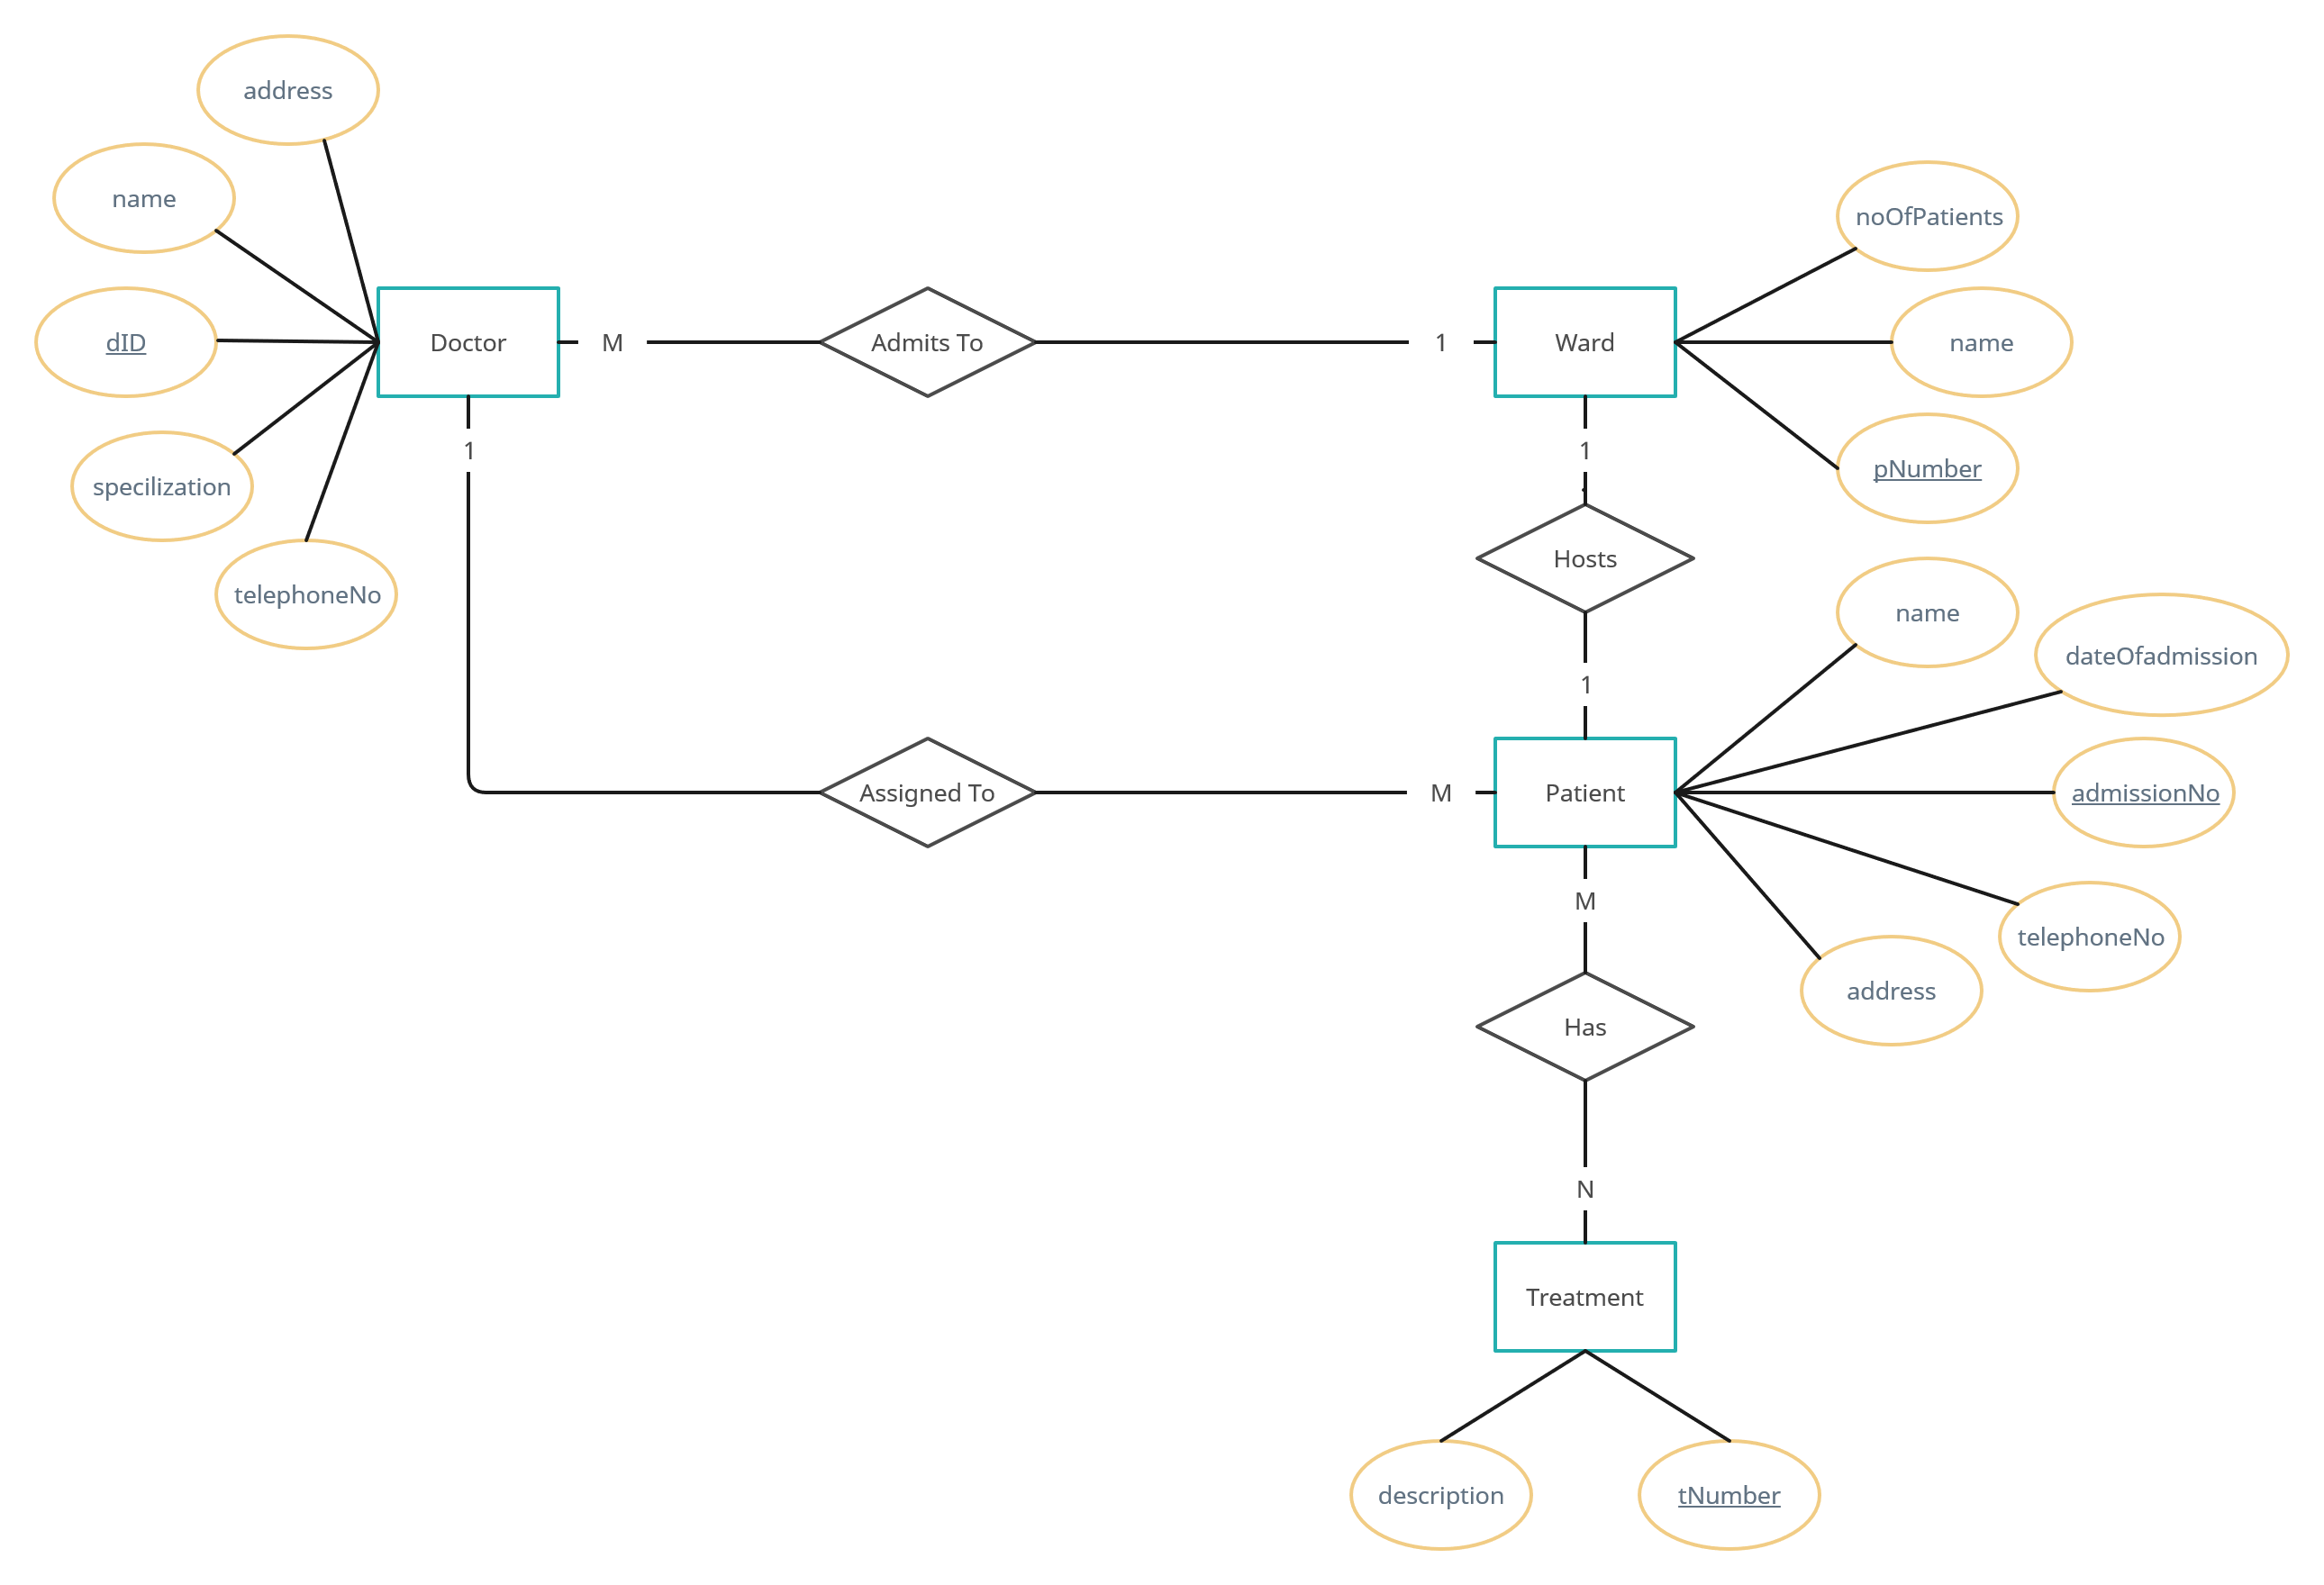 address
name
noOfPatients
dID
Doctor
M
Admits To
1
Ward
name
1
1
pNumber
specilization
Hosts
telephoneNo
name
dateOfadmission
1
Assigned To
M
Patient
admissionNo
M
telephoneNo
address
Has
N
Treatment
description
tNumber